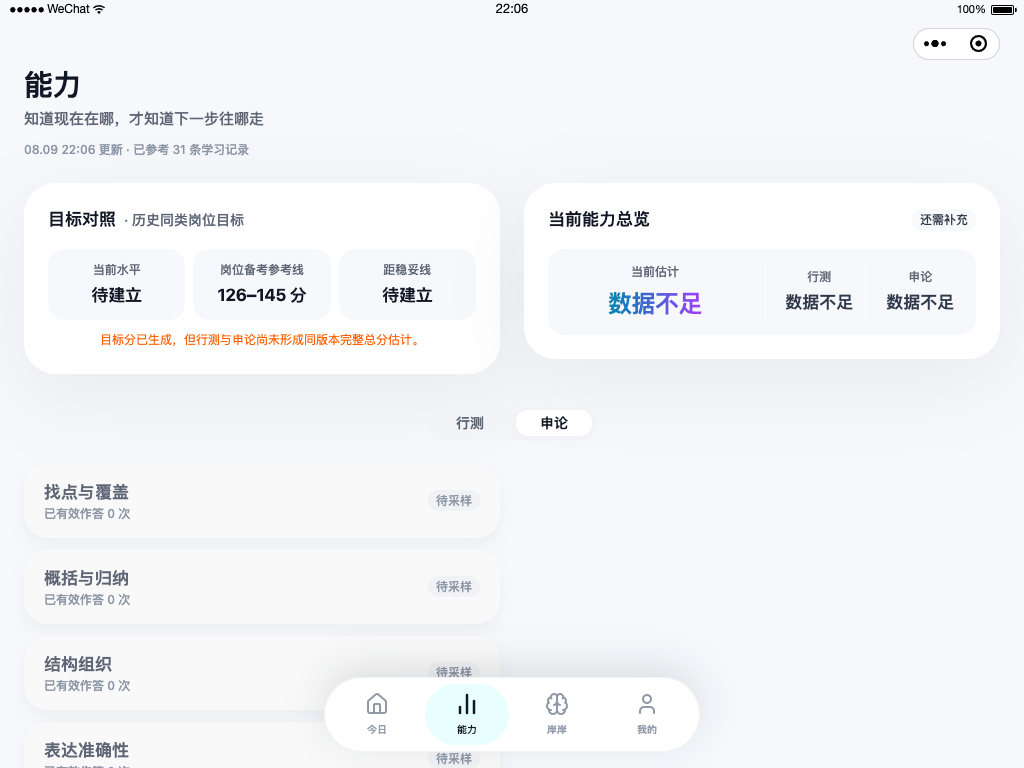 WeChat
22:06
100%
能力
知道现在在哪，才知道下一步往哪走
08.09 22:06 更新 · 已参考 31 条学习记录
目标对照 · 历史同类岗位目标
当前水平
待建立
岗位备考参考线
126–145 分
距稳妥线
待建立
目标分已生成，但行测与申论尚未形成同版本完整总分估计。
当前能力总览
还需补充
当前估计
数据不足
行测
数据不足
申论
数据不足
行测
申论
找点与覆盖
已有效作答 0 次
待采样
概括与归纳
已有效作答 0 次
待采样
结构组织
已有效作答 0 次
待采样
表达准确性
待采样
今日
能力
岸岸
我的